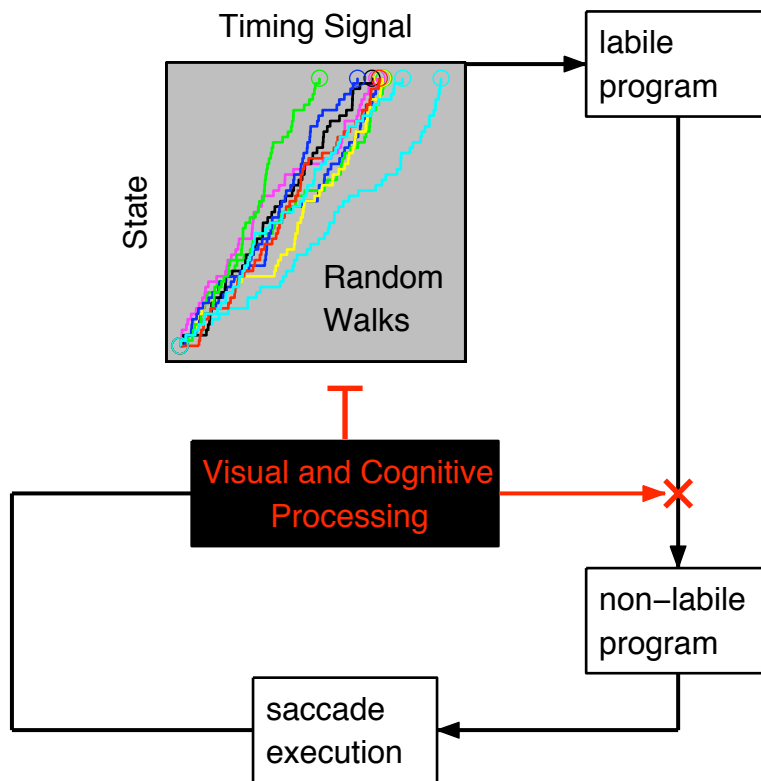 Timing Signal
labile
program
State
Random
Walks
Visual and Cognitive
Processing
non−labile
program
saccade
execution